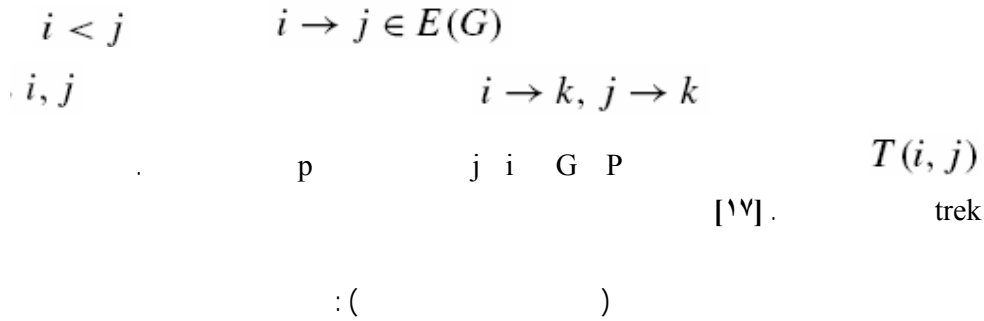 i < j i → j ∈ E(G)
. i, j i → k, j → k
. p j i G P T(i, j)
[۱۷] . trek
: ( )